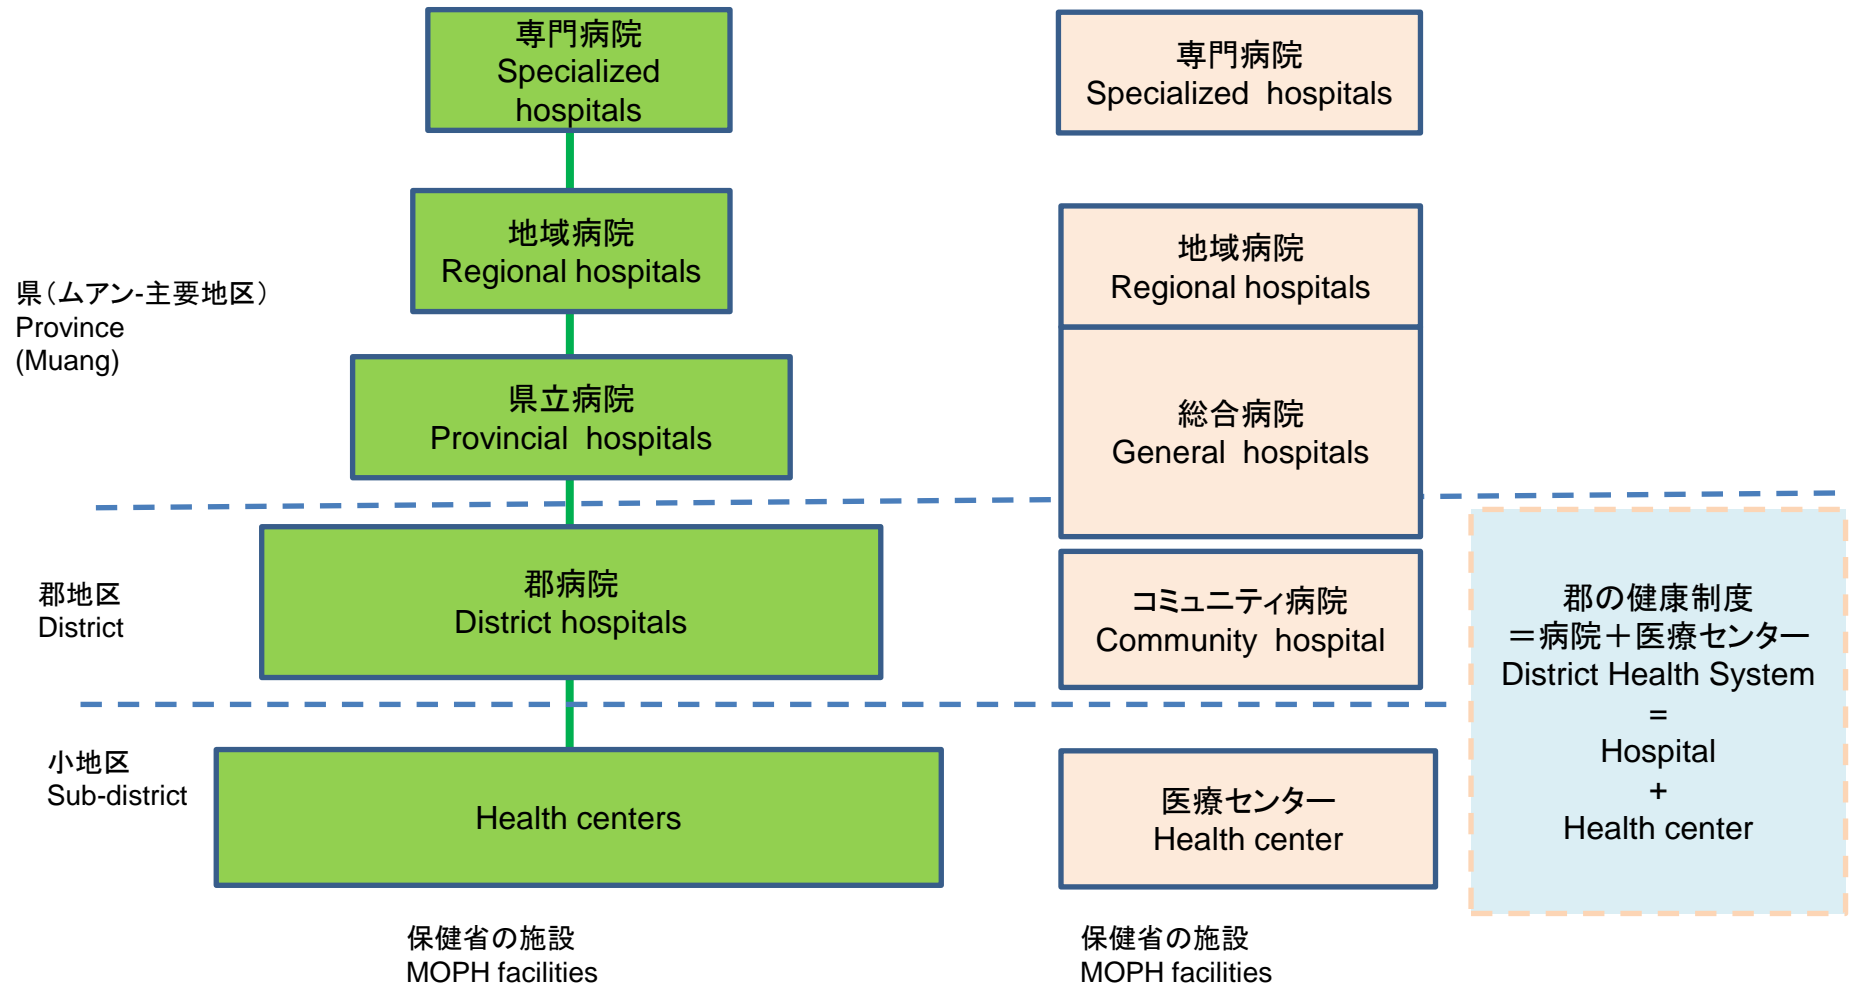 専門病院
Specialized
hospitals
専門病院
Specialized hospitals
地域病院
Regional hospitals
地域病院
Regional hospitals
県（ムアン-主要地区）
Province
(Muang)
県立病院
Provincial hospitals
総合病院
General hospitals
郡地区
District
郡病院
District hospitals
コミュニティ病院
Community hospital
郡の健康制度
＝病院＋医療センター
District Health System
=
Hospital
+
Health center
小地区
Sub-district
Health centers
医療センター
Health center
保健省の施設
MOPH facilities
保健省の施設
MOPH facilities